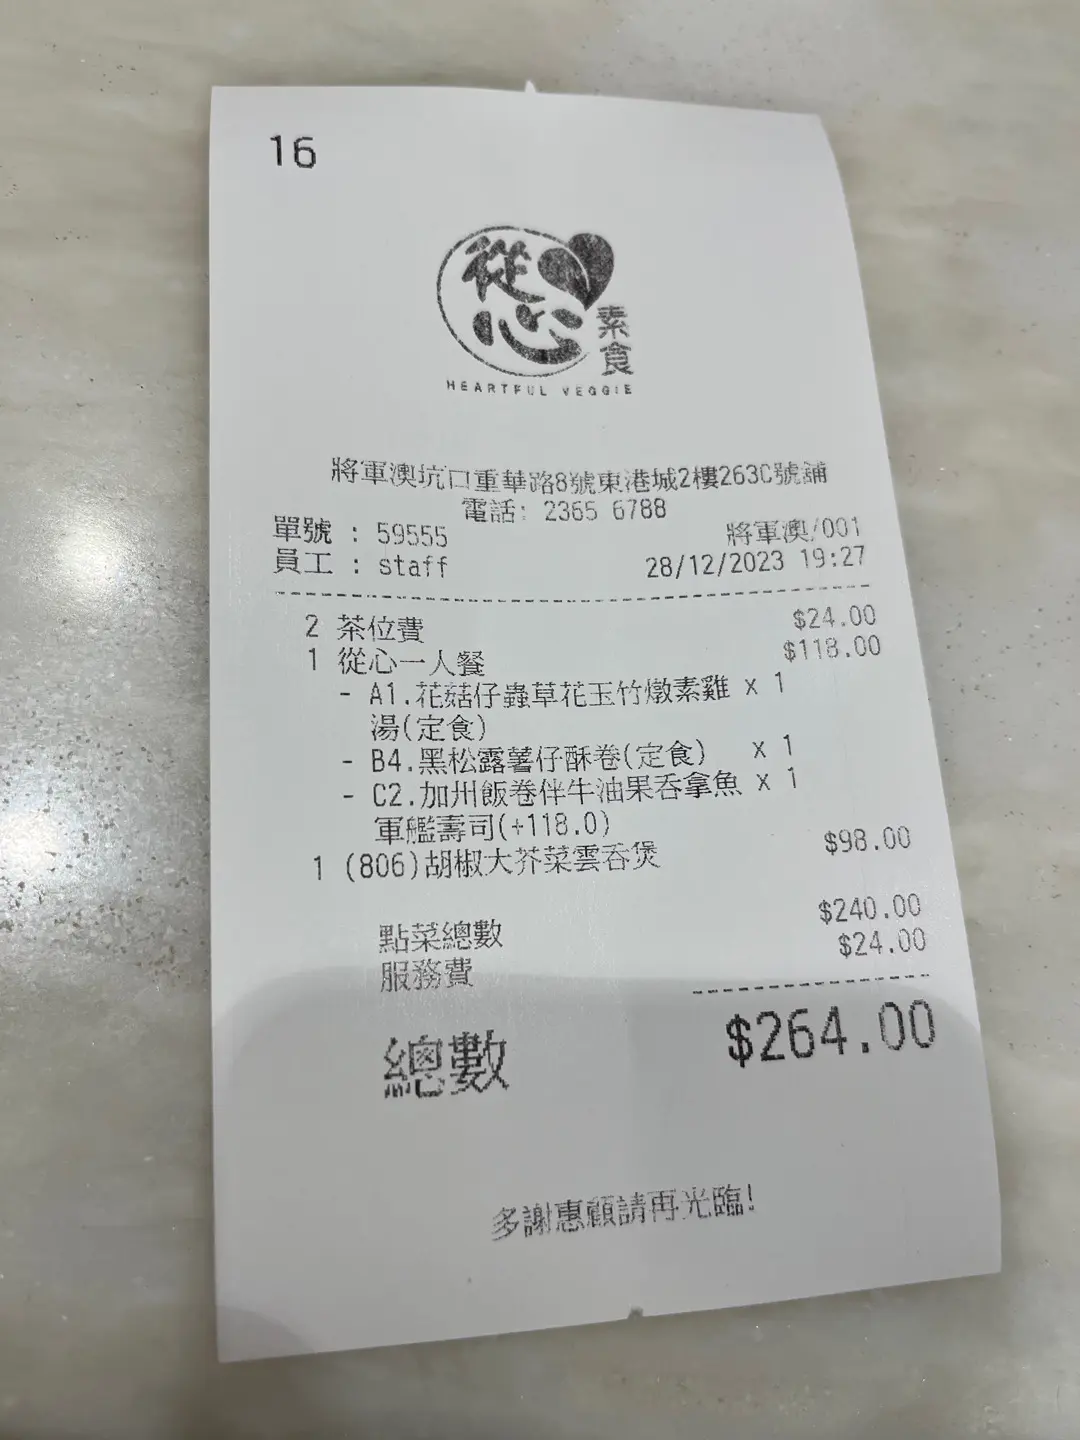 16
從心
素食
HEARTFUL VEGGIE
將軍澳坑口重華路8號東港城2樓263C號舖
電話: 2365 6788
單號 : 59555 將軍澳/001
員工 : staff 28/12/2023 19:27
2 茶位費 $24.00
1 從心一人餐 $118.00
- A1.花菇仔蟲草花玉竹燉素雞 x 1
湯(定食)
- B4.黑松露薯仔酥卷(定食) x 1
- C2.加州飯卷伴牛油果吞拿魚 x 1
軍艦壽司(+118.0)
1 (806)胡椒大芥菜雲吞煲 $98.00
點菜總數 $240.00
服務費 $24.00
總數 $264.00
多謝惠顧請再光臨!